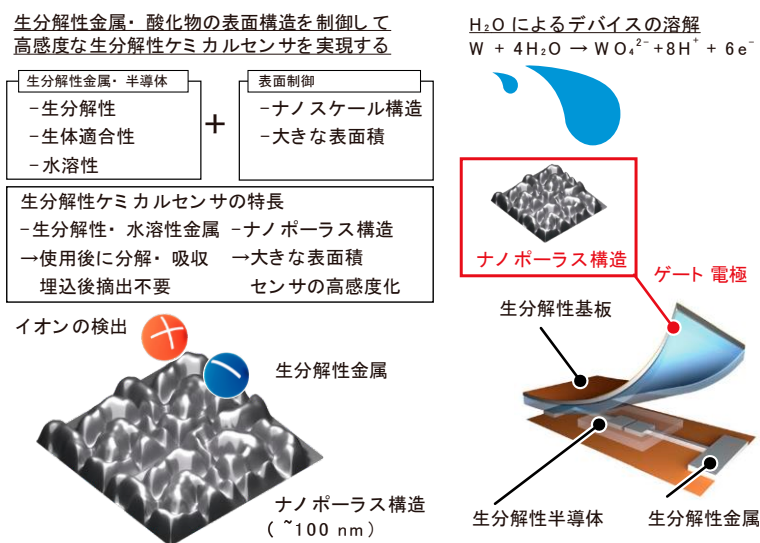 生分解性金属・酸化物の表面構造を制御して
高感度な生分解ケミカルセンサを実現する
生分解性金属・半導体
-生分解性
-生体適合性
-水溶性
+
表面制御
-ナノスケール構造
-大きな表面積
生分解性ケミカルセンサの特長
-生分解性・水溶性金属
→使用後に分解・吸収
埋込後摘出不要
-ナノポーラス構造
→大きな表面積
センサの高感度化
イオンの検出
生分解性金属
ナノポーラス構造
( ~100 nm)
H₂O によるデバイスの溶解
W + 4H₂O → WO₄²⁻+8H⁺ + 6e⁻
ナノポーラス構造
ゲート電極
生分解性基板
生分解性半導体
生分解性金属